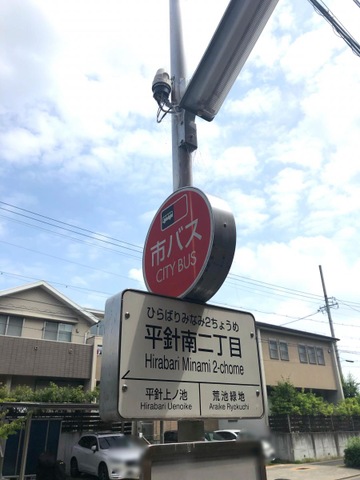 市バス
CITY BUS
ひらばりみなみ2ちょうめ
平針南二丁目
Hirabari Minami 2-chome
平針上ノ池 荒池緑地
Hirabari Uenoike Araike Ryokuchi